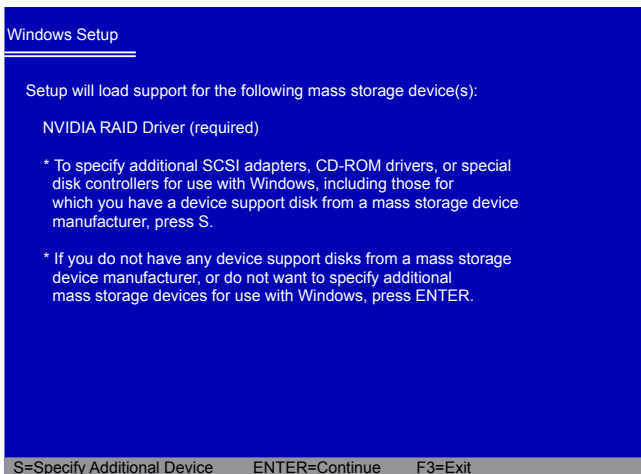 Windows Setup
Setup will load support for the following mass storage device(s):
NVIDIA RAID Driver (required)
* To specify additional SCSI adapters, CD-ROM drivers, or special
disk controllers for use with Windows, including those for
which you have a device support disk from a mass storage device
manufacturer, press S.
* If you do not have any device support disks from a mass storage
device manufacturer, or do not want to specify additional
mass storage devices for use with Windows, press ENTER.
S=Specify Additional Device ENTER=Continue F3=Exit